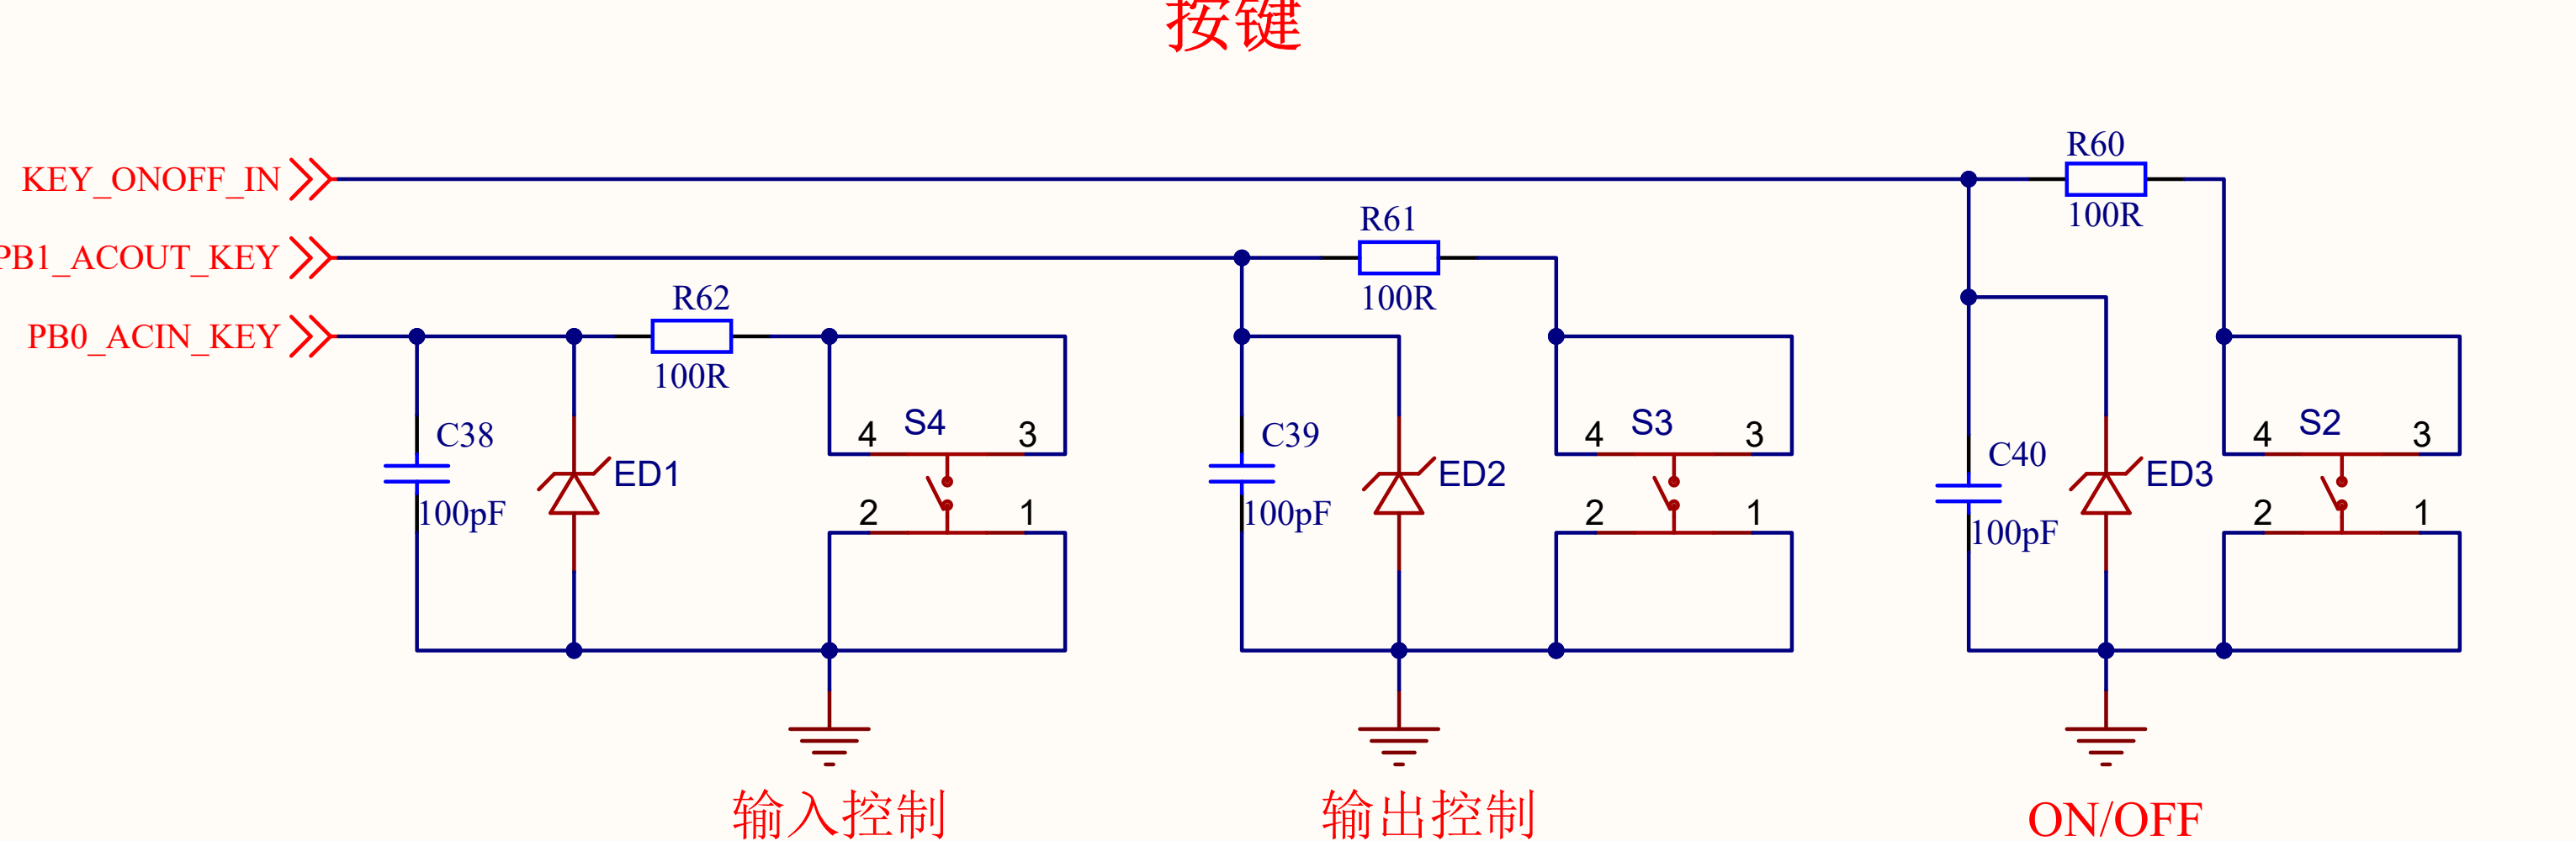 按键
KEY_ONOFF_IN
R60
100R
PB1_ACOUT_KEY
R61
100R
PB0_ACIN_KEY
R62
100R
C38
100pF
ED1
4 S4 3
2 1
C39
100pF
ED2
4 S3 3
2 1
C40
100pF
ED3
4 S2 3
2 1
输入控制
输出控制
ON/OFF